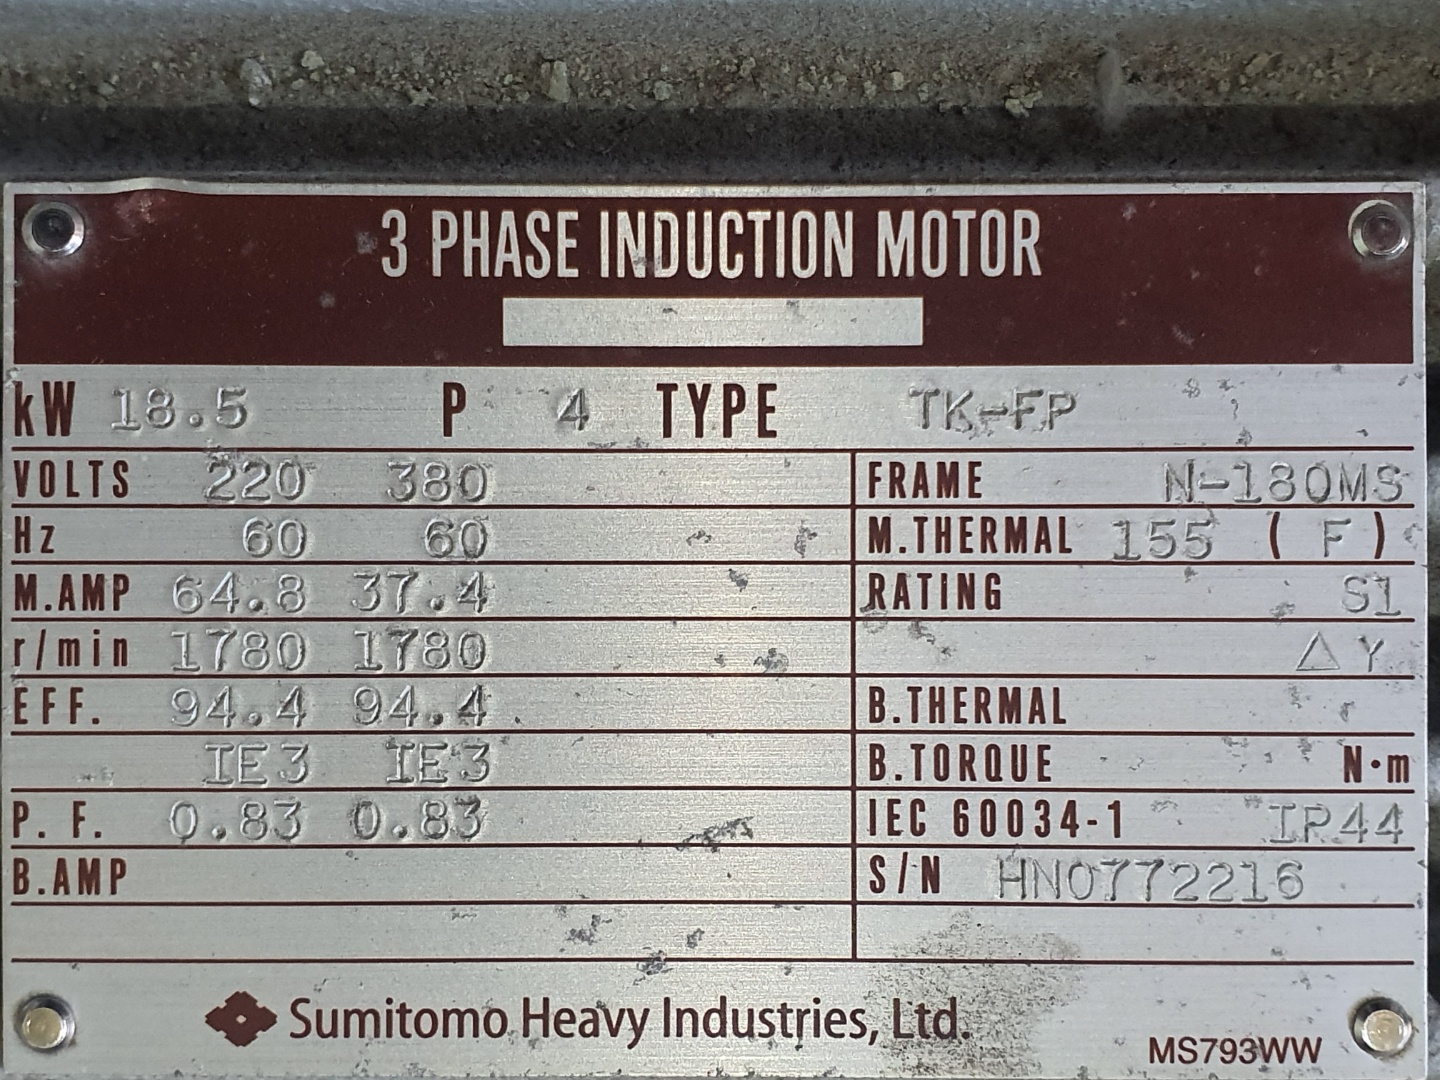 3 PHASE INDUCTION MOTOR
kW 18.5 P 4 TYPE TK-FP
VOLTS 220 380 FRAME N-180MS
Hz 60 60 M.THERMAL 155 ( F )
M.AMP 64.8 37.4 RATING S1
r/min 1780 1780 △ Y
EFF. 94.4 94.4 B.THERMAL
IE3 IE3 B.TORQUE N·m
P. F. 0.83 0.83 IEC 60034-1 IP44
B.AMP S/N HN0772216
Sumitomo Heavy Industries, Ltd.
MS793WW